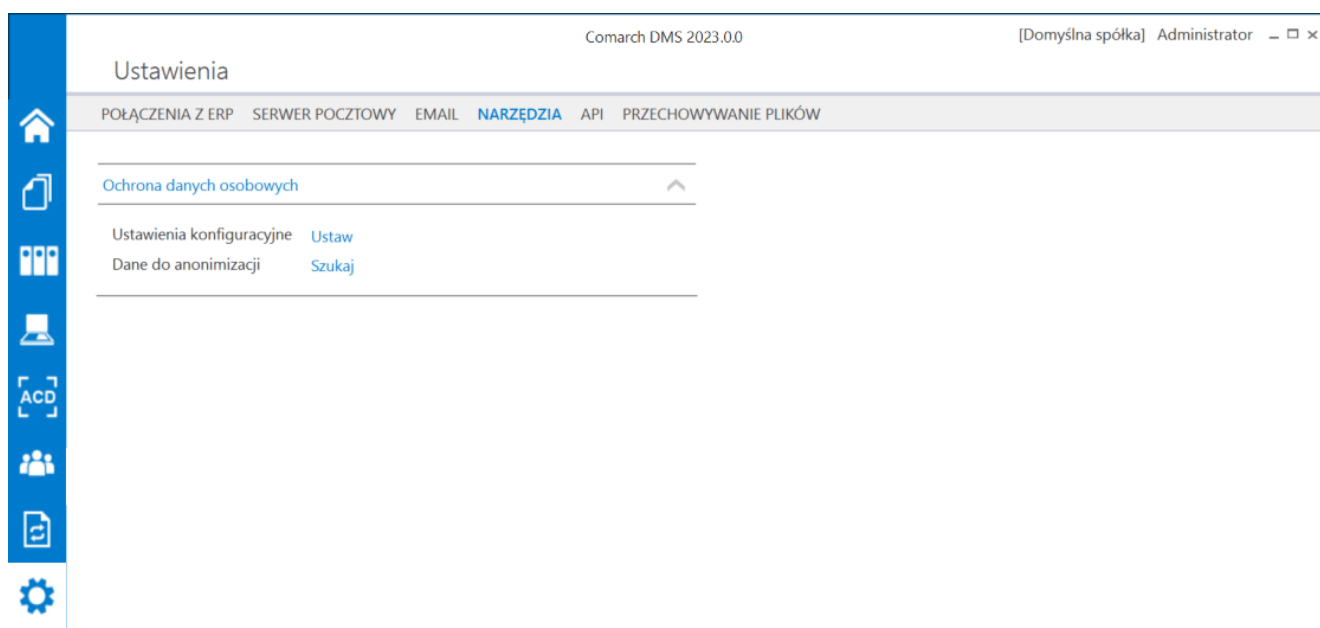 Comarch DMS 2023.0.0
[Domyślna spółka] Administrator
Ustawienia
POŁĄCZENIA Z ERP SERWER POCZTOWY EMAIL NARZĘDZIA API PRZECHOWYWANIE PLIKÓW
Ochrona danych osobowych
Ustawienia konfiguracyjne Ustaw
Dane do anonimizacji Szukaj
ACD